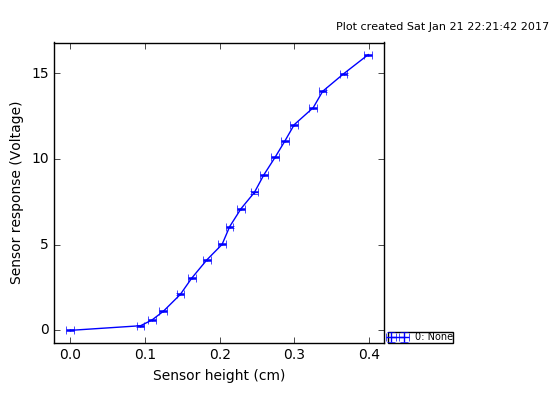 Plot created Sat Jan 21 22:21:42 2017
Sensor response (Voltage)
15
10
5
0
0.0 0.1 0.2 0.3 0.4
Sensor height (cm)
0: None